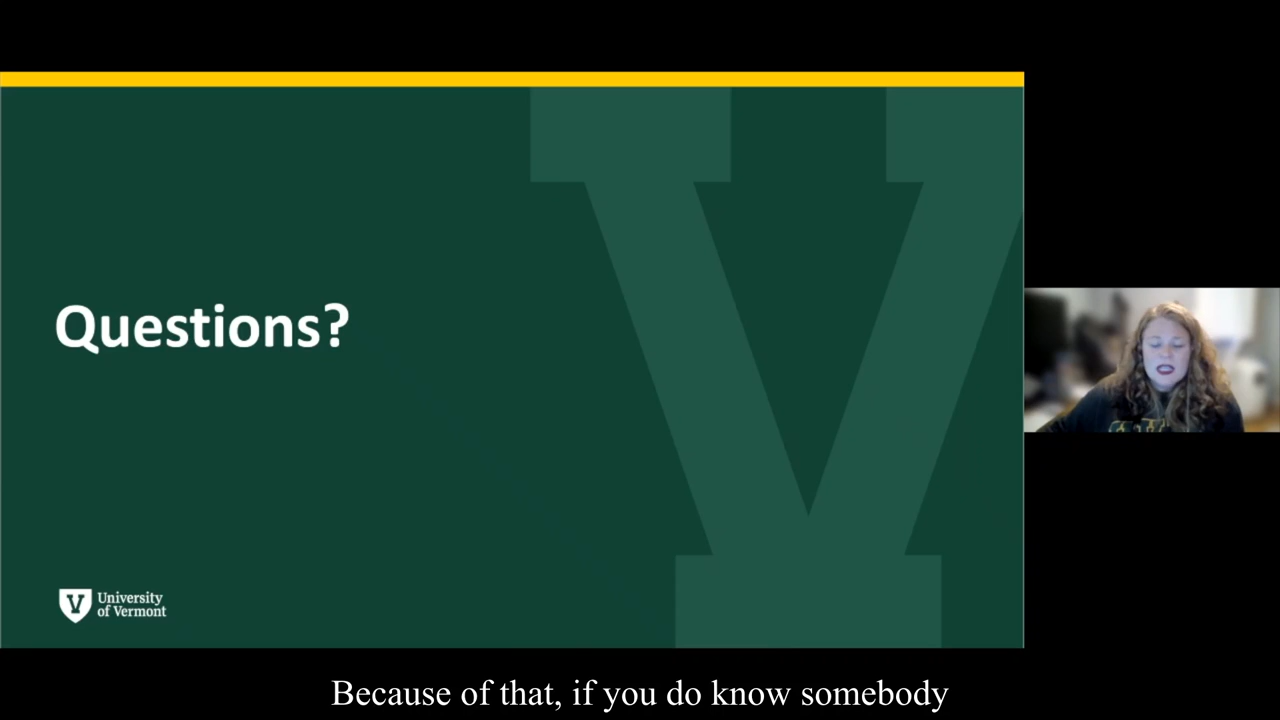 Questions?
University
of Vermont
Because of that, if you do know somebody